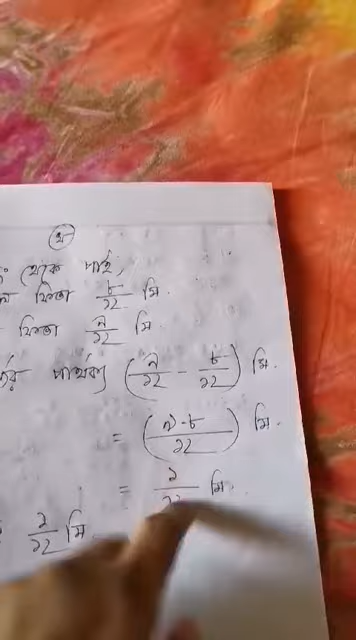 খ
থেকে পাই,
ফিতা ৮/১২ মি.
ফিতা ৯/১২ মি.
পার্থক্য (৯/১২ - ৮/১২) মি.
= (৯-৮/১২) মি.
= ১/১২ মি.
১/১২ মি.